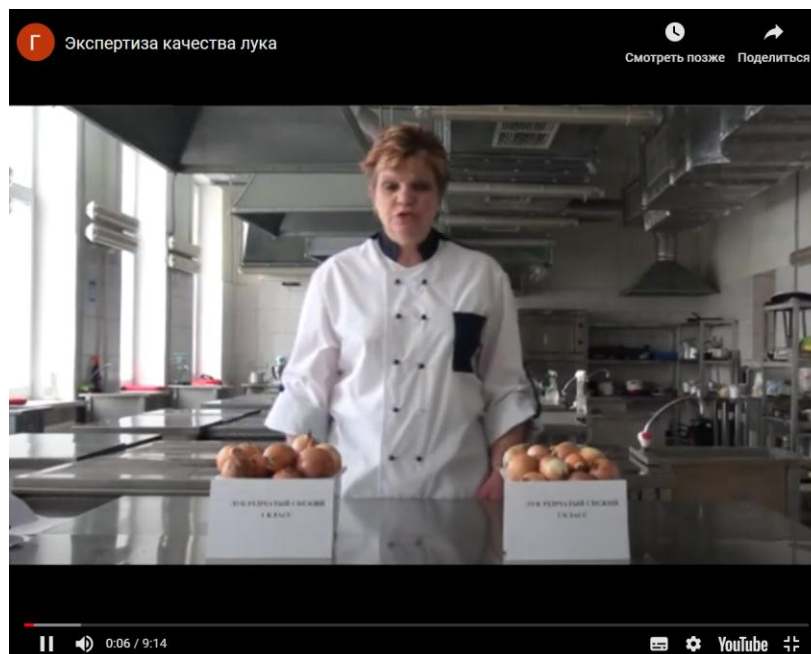 Г
Экспертиза качества лука
Смотреть позже
Поделиться
ЛУК РЕПЧАТЫЙ СВЕЖИЙ
1 КЛАСС
ЛУК РЕПЧАТЫЙ СВЕЖИЙ
КЛАСС
0:06 / 9:14
YouTube